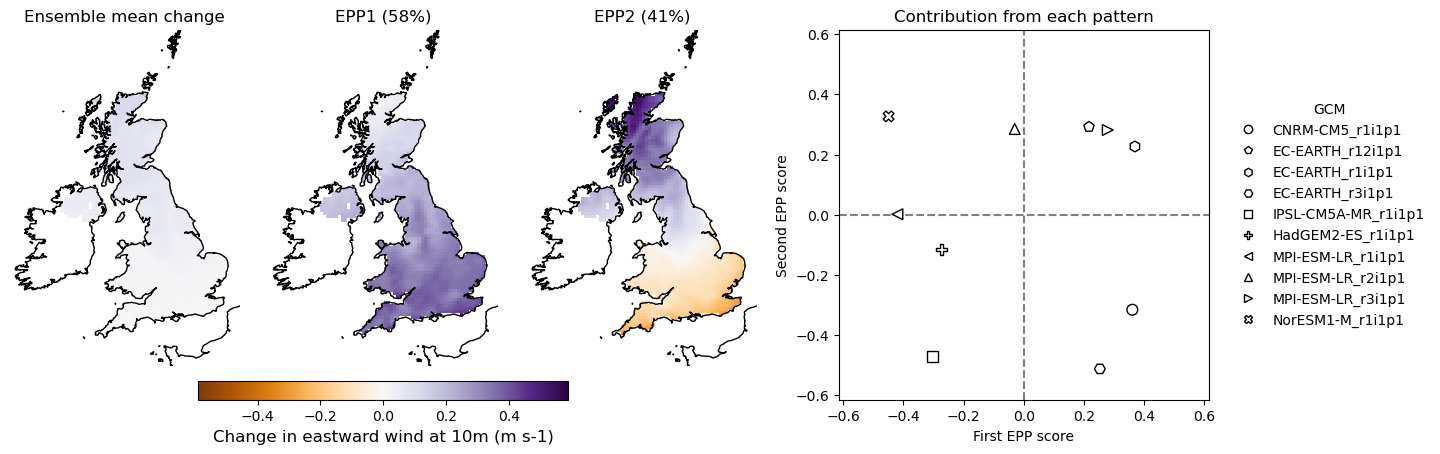 Ensemble mean change
EPP1 (58%)
EPP2 (41%)
−0.4 −0.2 0.0 0.2 0.4
Change in eastward wind at 10m (m s-1)
Contribution from each pattern
Second EPP score
0.6
0.4
0.2
0.0
−0.2
−0.4
−0.6
−0.6 −0.4 −0.2 0.0 0.2 0.4 0.6
First EPP score
GCM
CNRM-CM5_r1i1p1
EC-EARTH_r12i1p1
EC-EARTH_r1i1p1
EC-EARTH_r3i1p1
IPSL-CM5A-MR_r1i1p1
HadGEM2-ES_r1i1p1
MPI-ESM-LR_r1i1p1
MPI-ESM-LR_r2i1p1
MPI-ESM-LR_r3i1p1
NorESM1-M_r1i1p1